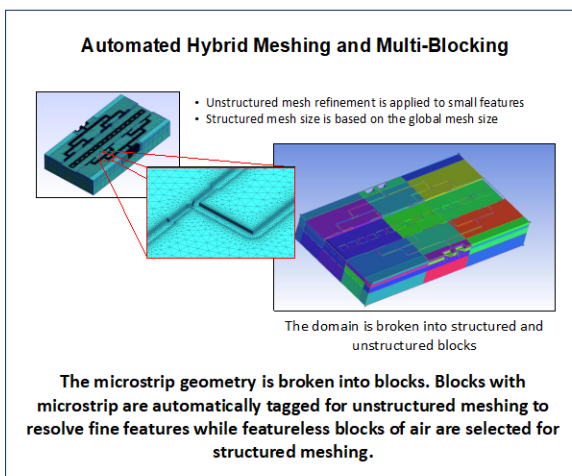 Automated Hybrid Meshing and Multi-Blocking
• Unstructured mesh refinement is applied to small features
• Structured mesh size is based on the global mesh size
The domain is broken into structured and
unstructured blocks
The microstrip geometry is broken into blocks. Blocks with
microstrip are automatically tagged for unstructured meshing to
resolve fine features while featureless blocks of air are selected for
structured meshing.